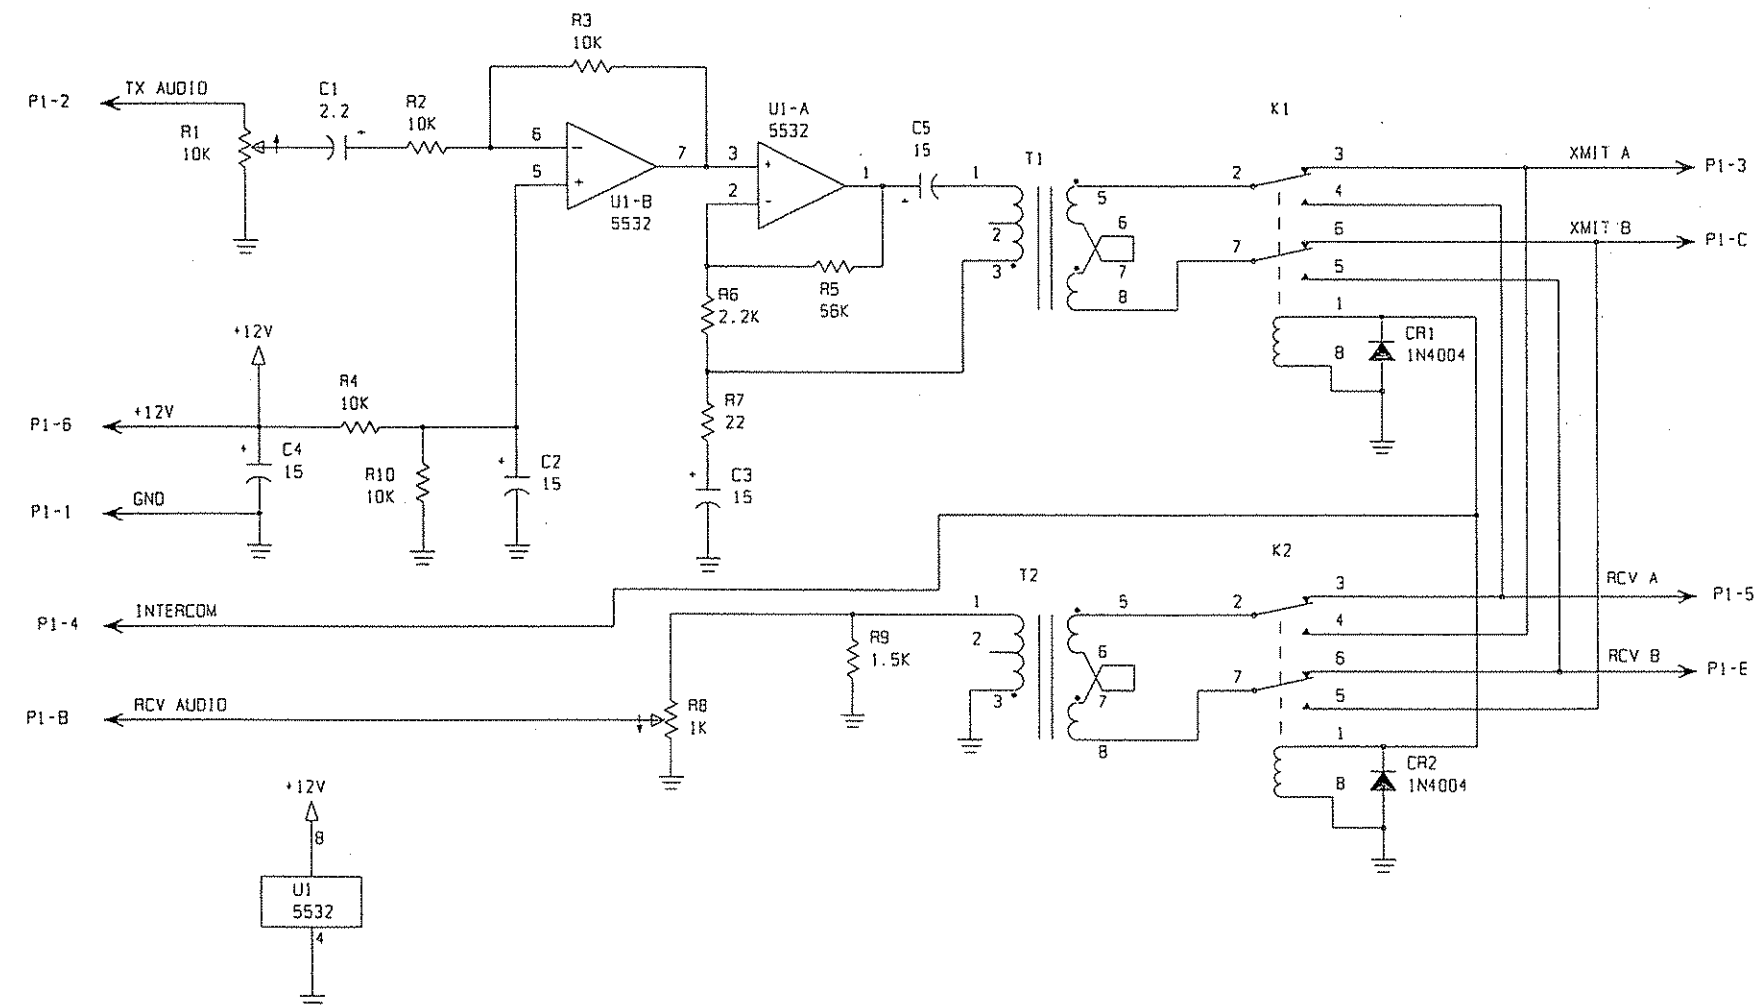 R3
10K
P1-2
TX AUDIO
R1
10K
C1
2.2
+
R2
10K
6
5
-
+
7
U1-B
5532
3
2
+
-
U1-A
5532
1
C5
15
+
1
2
3
T1
5
6
7
8
K1
2
3
4
7
6
5
1
8
XMIT A
P1-3
XMIT B
P1-C
R5
56K
R6
2.2K
CR1
1N4004
+12V
P1-6
+12V
R4
10K
R7
22
+
C4
15
R10
10K
+
C2
15
+
C3
15
P1-1
GND
P1-4
INTERCOM
T2
1
2
3
5
6
7
8
K2
2
3
4
7
6
5
1
8
RCV A
P1-5
RCV B
P1-E
R9
1.5K
P1-B
RCV AUDIO
R8
1K
CR2
1N4004
+12V
8
U1
5532
4